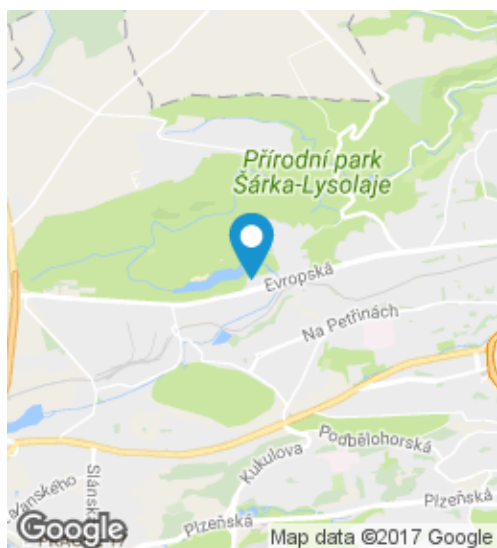 Přírodní park
Šárka-Lysolaje
Evropská
Na Petřinách
Podbělohorská
Kukulova
Slánská
Plzeňská
Plzeňská
Google
Map data ©2017 Google